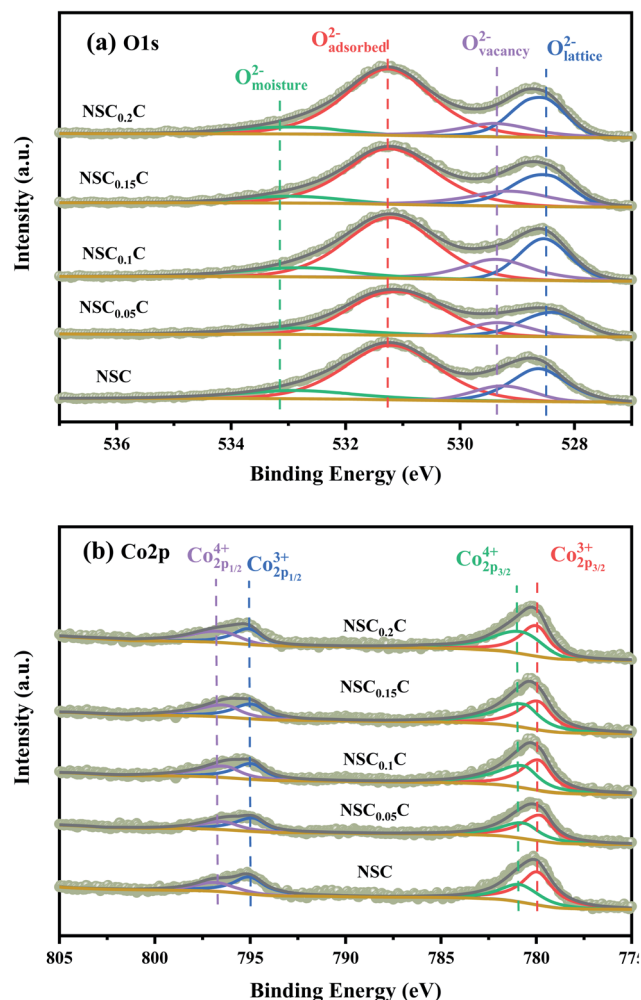 (a) O1s
O²⁻moisture
O²⁻adsorbed
O²⁻vacancy
O²⁻lattice
NSC₀.₂C
NSC₀.₁₅C
NSC₀.₁C
NSC₀.₀₅C
NSC
Intensity (a.u.)
536 534 532 530 528
Binding Energy (eV)
(b) Co2p
Co⁴⁺2p1/2
Co³⁺2p1/2
Co⁴⁺2p3/2
Co³⁺2p3/2
NSC₀.₂C
NSC₀.₁₅C
NSC₀.₁C
NSC₀.₀₅C
NSC
Intensity (a.u.)
805 800 795 790 785 780 775
Binding Energy (eV)